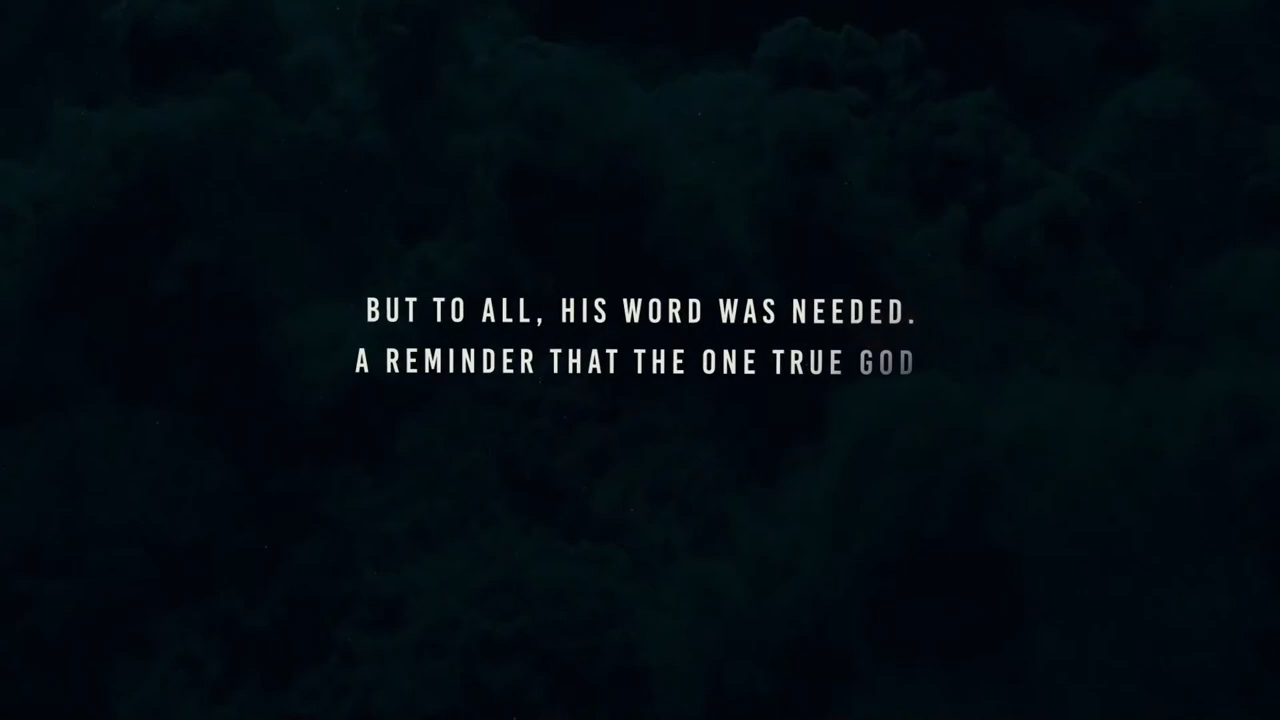 BUT TO ALL, HIS WORD WAS NEEDED.
A REMINDER THAT THE ONE TRUE GOD